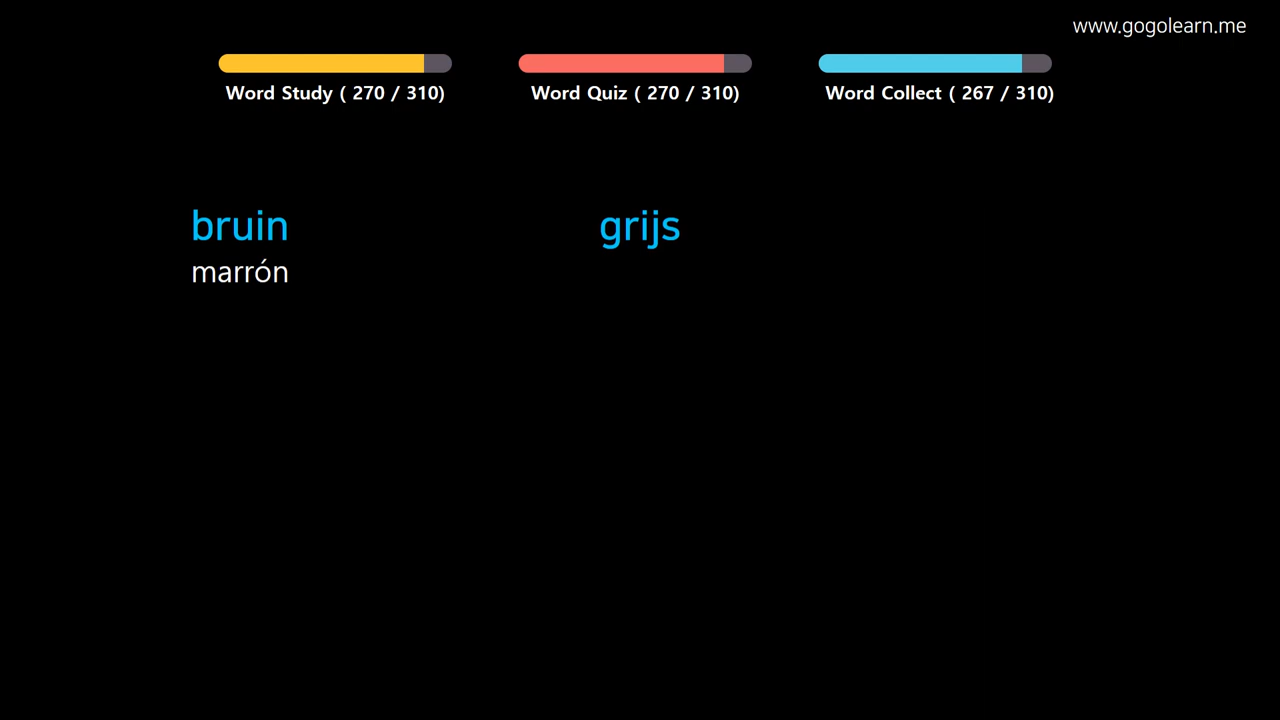 www.gogolearn.me
Word Study ( 270 / 310)
Word Quiz ( 270 / 310)
Word Collect ( 267 / 310)
bruin
marrón
grijs